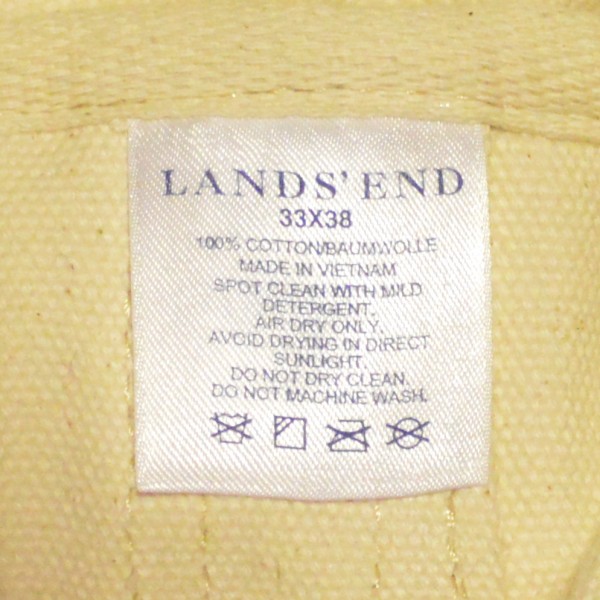 LANDS' END
33X38
100% COTTON/BAUMWOLLE
MADE IN VIETNAM
SPOT CLEAN WITH MILD
DETERGENT.
AIR DRY ONLY.
AVOID DRYING IN DIRECT
SUNLIGHT.
DO NOT DRY CLEAN.
DO NOT MACHINE WASH.